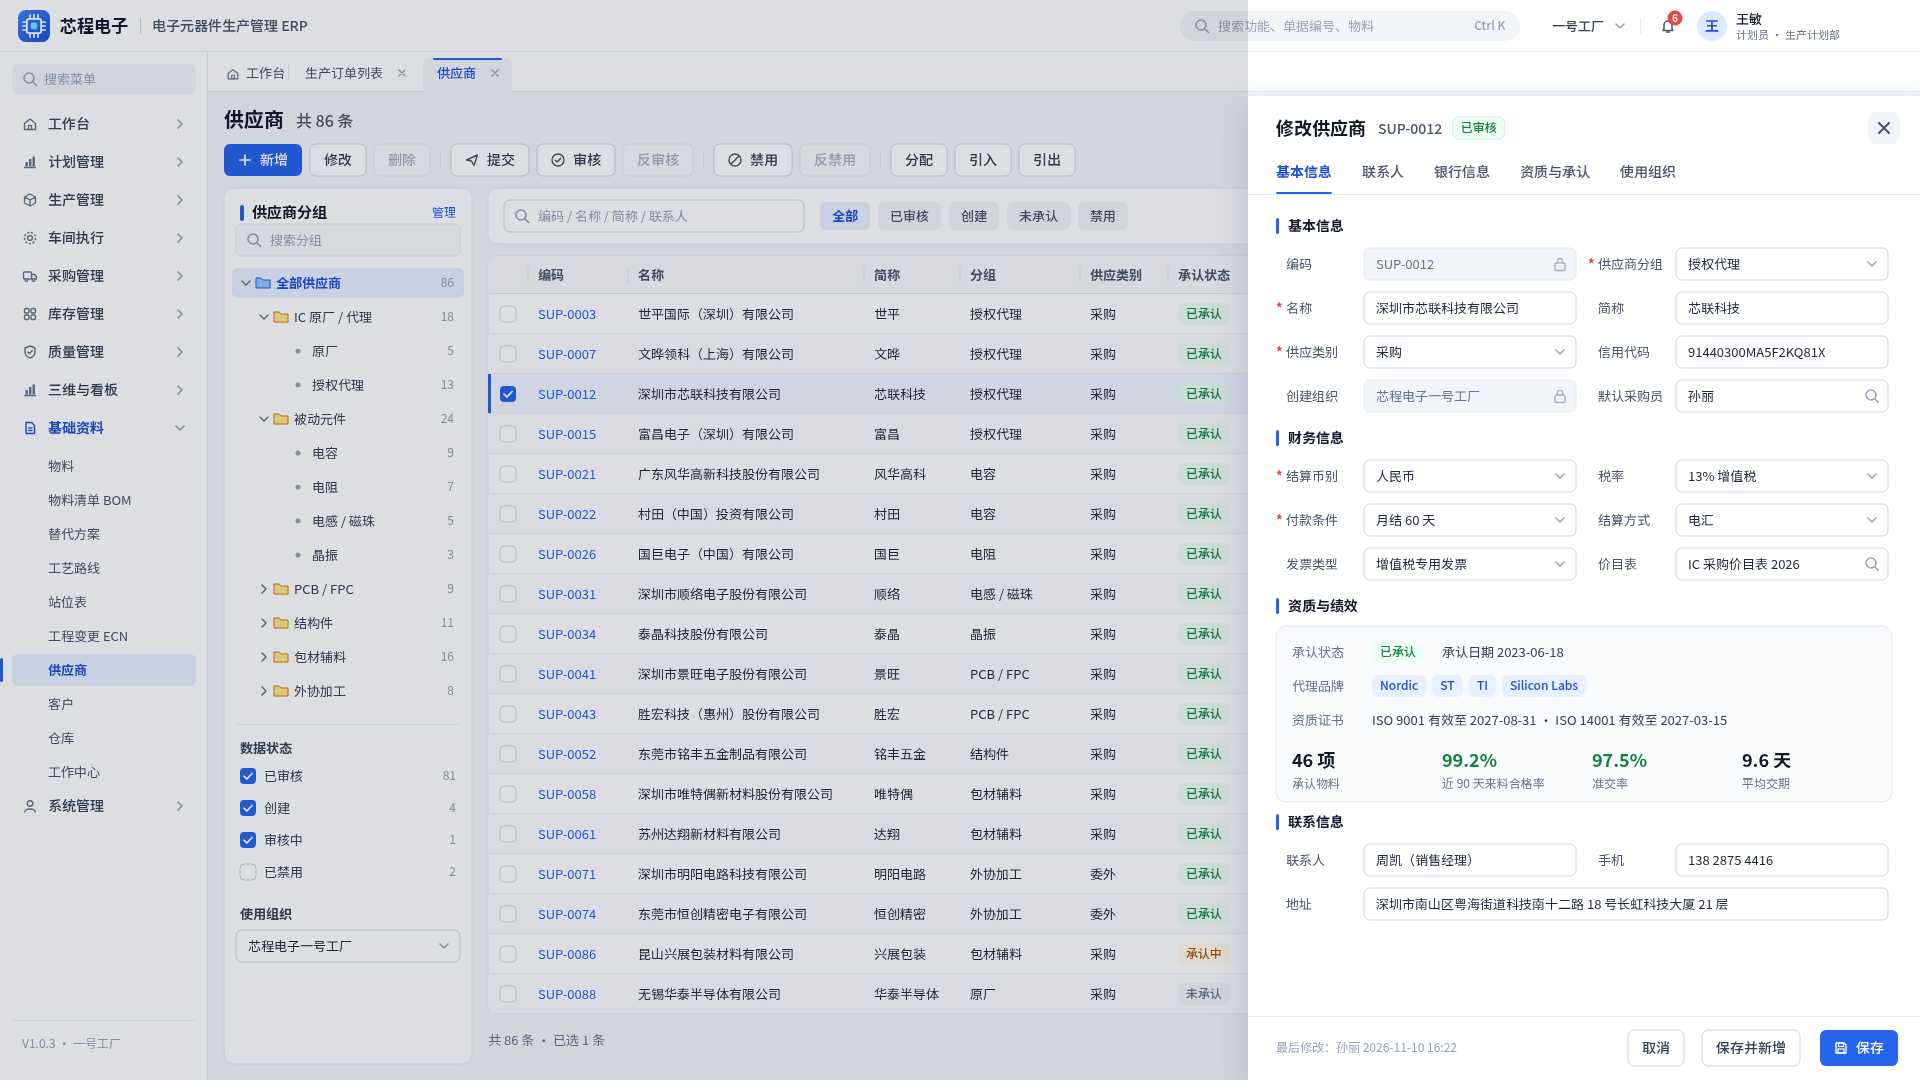 芯程电子 电子元器件生产管理 ERP
搜索功能、单据编号、物料 Ctrl K
一号工厂
6
王
王敏
计划员 · 生产计划部
搜索菜单
工作台
计划管理
生产管理
车间执行
采购管理
库存管理
质量管理
三维与看板
基础资料
物料
物料清单 BOM
替代方案
工艺路线
站位表
工程变更 ECN
供应商
客户
仓库
工作中心
系统管理
V1.0.3 · 一号工厂
工作台 生产订单列表 供应商
供应商 共 86 条
新增 修改 删除 提交 审核 反审核 禁用 反禁用 分配 引入 引出
供应商分组 管理
搜索分组
全部供应商 86
IC 原厂 / 代理 18
原厂 5
授权代理 13
被动元件 24
电容 9
电阻 7
电感 / 磁珠 5
晶振 3
PCB / FPC 9
结构件 11
包材辅料 16
外协加工 8
数据状态
已审核 81
创建 4
审核中 1
已禁用 2
使用组织
芯程电子一号工厂
编码 / 名称 / 简称 / 联系人 全部 已审核 创建 未承认 禁用
编码 名称 简称 分组 供应类别 承认状态
SUP-0003 世平国际（深圳）有限公司 世平 授权代理 采购 已承认
SUP-0007 文晔领科（上海）有限公司 文晔 授权代理 采购 已承认
SUP-0012 深圳市芯联科技有限公司 芯联科技 授权代理 采购 已承认
SUP-0015 富昌电子（深圳）有限公司 富昌 授权代理 采购 已承认
SUP-0021 广东风华高新科技股份有限公司 风华高科 电容 采购 已承认
SUP-0022 村田（中国）投资有限公司 村田 电容 采购 已承认
SUP-0026 国巨电子（中国）有限公司 国巨 电阻 采购 已承认
SUP-0031 深圳市顺络电子股份有限公司 顺络 电感 / 磁珠 采购 已承认
SUP-0034 泰晶科技股份有限公司 泰晶 晶振 采购 已承认
SUP-0041 深圳市景旺电子股份有限公司 景旺 PCB / FPC 采购 已承认
SUP-0043 胜宏科技（惠州）股份有限公司 胜宏 PCB / FPC 采购 已承认
SUP-0052 东莞市铭丰五金制品有限公司 铭丰五金 结构件 采购 已承认
SUP-0058 深圳市唯特偶新材料股份有限公司 唯特偶 包材辅料 采购 已承认
SUP-0061 苏州达翔新材料有限公司 达翔 包材辅料 采购 已承认
SUP-0071 深圳市明阳电路科技有限公司 明阳电路 外协加工 委外 已承认
SUP-0074 东莞市恒创精密电子有限公司 恒创精密 外协加工 委外 已承认
SUP-0086 昆山兴展包装材料有限公司 兴展包装 包材辅料 采购 承认中
SUP-0088 无锡华泰半导体有限公司 华泰半导体 原厂 采购 未承认
共 86 条 · 已选 1 条
修改供应商 SUP-0012 已审核
基本信息 联系人 银行信息 资质与承认 使用组织
基本信息
编码 SUP-0012 * 供应商分组 授权代理
* 名称 深圳市芯联科技有限公司 简称 芯联科技
* 供应类别 采购 信用代码 91440300MA5F2KQ81X
创建组织 芯程电子一号工厂 默认采购员 孙丽
财务信息
* 结算币别 人民币 税率 13% 增值税
* 付款条件 月结 60 天 结算方式 电汇
发票类型 增值税专用发票 价目表 IC 采购价目表 2026
资质与绩效
承认状态 已承认 承认日期 2023-06-18
代理品牌 Nordic ST TI Silicon Labs
资质证书 ISO 9001 有效至 2027-08-31 · ISO 14001 有效至 2027-03-15
46 项 99.2% 97.5% 9.6 天
承认物料 近 90 天来料合格率 准交率 平均交期
联系信息
联系人 周凯（销售经理） 手机 138 2875 4416
地址 深圳市南山区粤海街道科技南十二路 18 号长虹科技大厦 21 层
最后修改：孙丽 2026-11-10 16:22 取消 保存并新增 保存